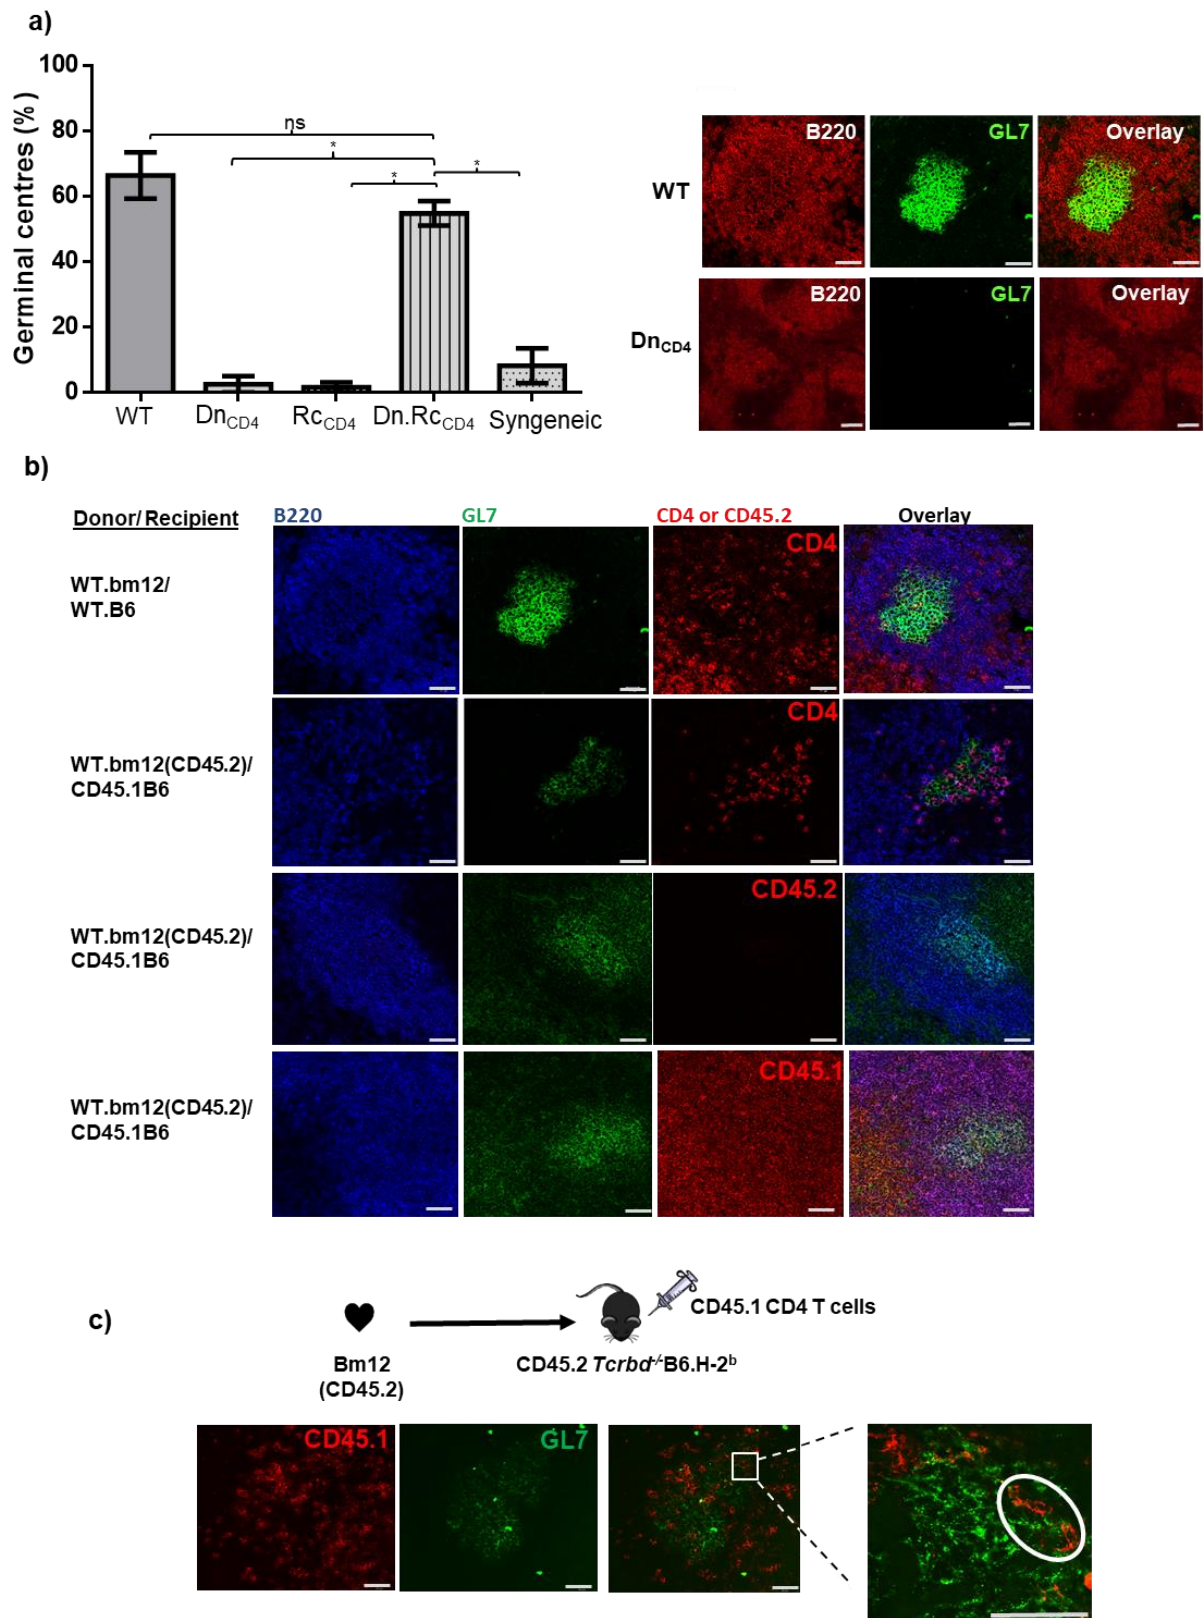 a)
100
80
60
40
20
0
Germinal centres (%)
ns
*
*
*
WT
DnCD4
RcCD4
Dn.RcCD4
Syngeneic
B220
GL7
Overlay
WT
B220
GL7
Overlay
DnCD4
b)
Donor/ Recipient
B220
GL7
CD4 or CD45.2
Overlay
WT.bm12/
WT.B6
CD4
WT.bm12(CD45.2)/
CD45.1B6
CD4
WT.bm12(CD45.2)/
CD45.1B6
CD45.2
WT.bm12(CD45.2)/
CD45.1B6
CD45.1
c)
CD45.1 CD4 T cells
Bm12
(CD45.2)
CD45.2 Tcrbd-/-B6.H-2b
CD45.1
GL7